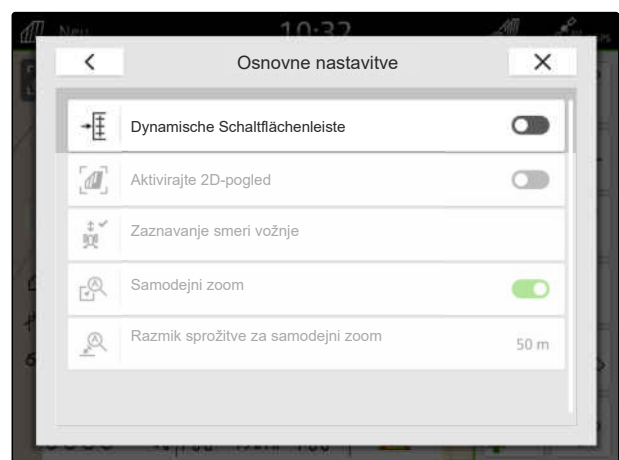 Neu
10:32
Osnovne nastavitve
Dynamische Schaltflächenleiste
Aktivirajte 2D-pogled
Zaznavanje smeri vožnje
Samodejni zoom
Razmik sprožitve za samodejni zoom
50 m